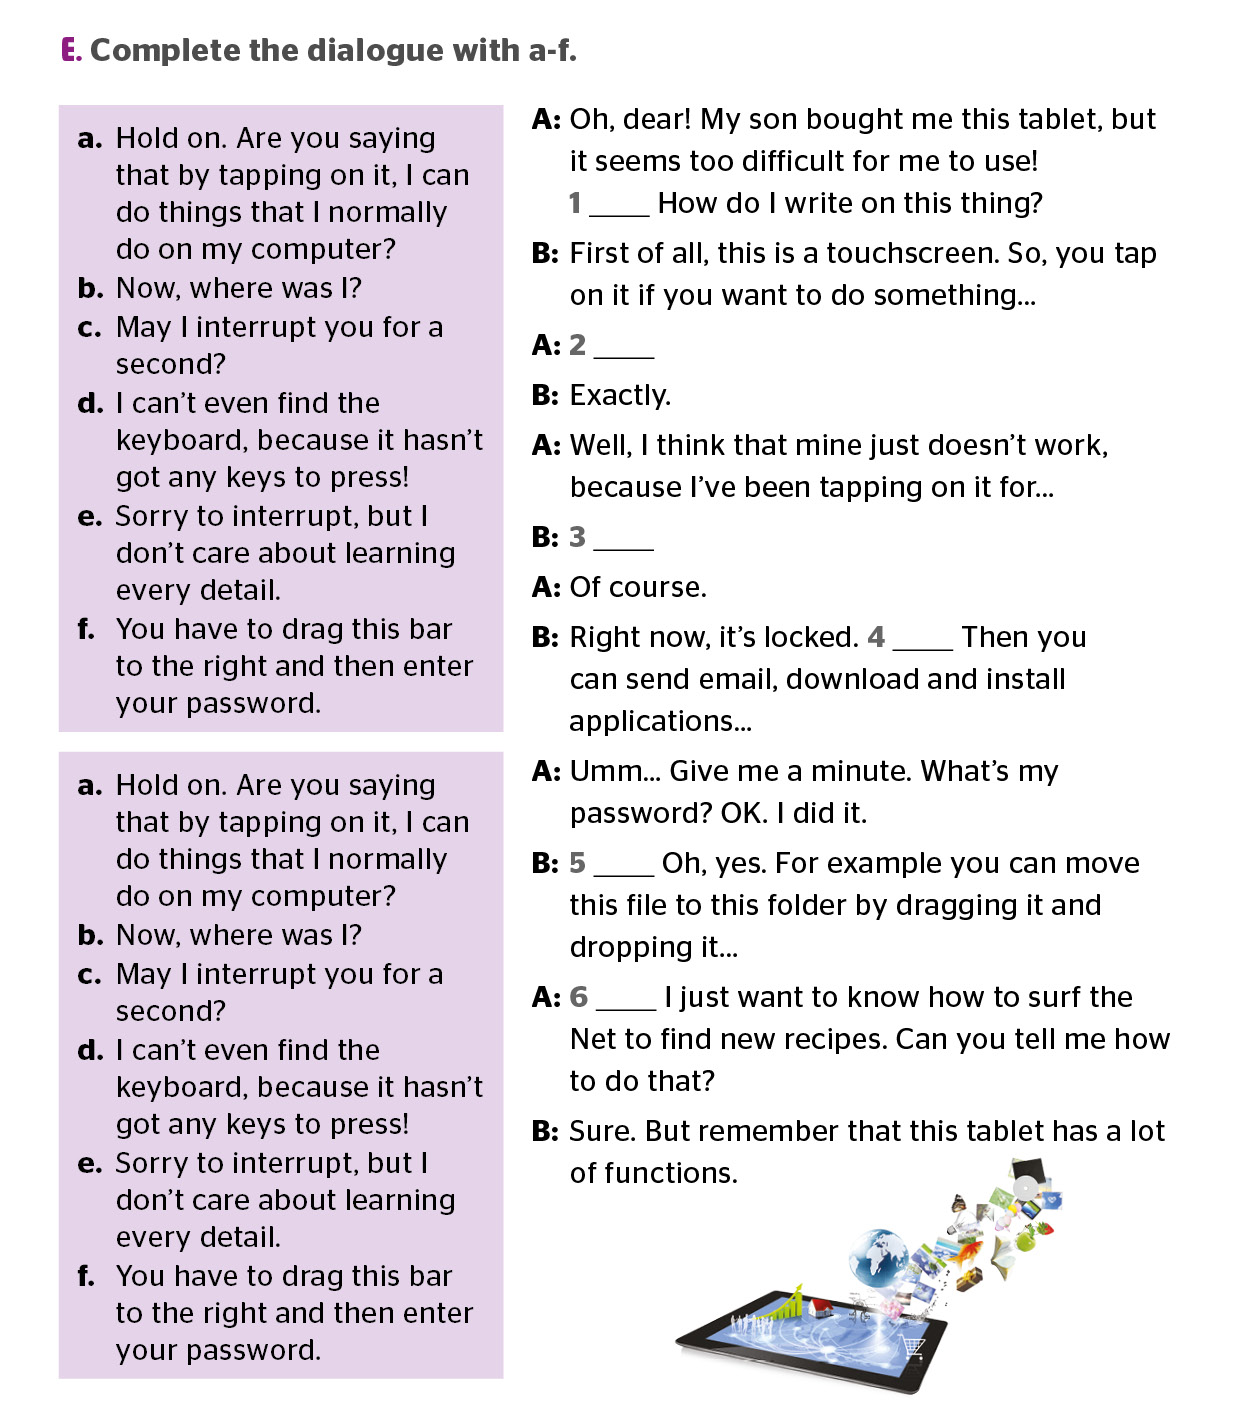 E. Complete the dialogue with a-f.
a. Hold on. Are you saying
that by tapping on it, I can
do things that I normally
do on my computer?
b. Now, where was I?
c. May I interrupt you for a
second?
d. I can't even find the
keyboard, because it hasn't
got any keys to press!
e. Sorry to interrupt, but I
don't care about learning
every detail.
f. You have to drag this bar
to the right and then enter
your password.
a. Hold on. Are you saying
that by tapping on it, I can
do things that I normally
do on my computer?
b. Now, where was I?
c. May I interrupt you for a
second?
d. I can't even find the
keyboard, because it hasn't
got any keys to press!
e. Sorry to interrupt, but I
don't care about learning
every detail.
f. You have to drag this bar
to the right and then enter
your password.
A: Oh, dear! My son bought me this tablet, but
it seems too difficult for me to use!
1 ____ How do I write on this thing?
B: First of all, this is a touchscreen. So, you tap
on it if you want to do something...
A: 2 ____
B: Exactly.
A: Well, I think that mine just doesn't work,
because I've been tapping on it for...
B: 3 ____
A: Of course.
B: Right now, it's locked. 4 ____ Then you
can send email, download and install
applications...
A: Umm... Give me a minute. What's my
password? OK. I did it.
B: 5 ____ Oh, yes. For example you can move
this file to this folder by dragging it and
dropping it...
A: 6 ____ I just want to know how to surf the
Net to find new recipes. Can you tell me how
to do that?
B: Sure. But remember that this tablet has a lot
of functions.